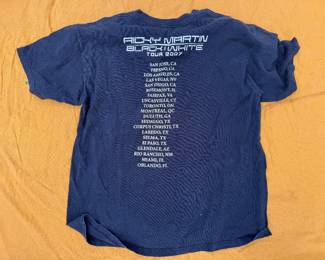 RICKY MARTIN
BLACK&WHITE
TOUR 2007
SAN JOSE, CA
FRESNO, CA
LOS ANGELES, CA
LAS VEGAS, NV
SAN DIEGO, CA
ROSEMONT, IL
FAIRFAX, VA
UNCASVILLE, CT
TORONTO, ON
MONTREAL, QC
DULUTH, GA
HIDALGO, TX
CORPUS CHRISTI, TX
LAREDO, TX
SELMA, TX
EL PASO, TX
GLENDALE, AZ
RIO RANCHO, NM
MIAMI, FL
ORLANDO, FL